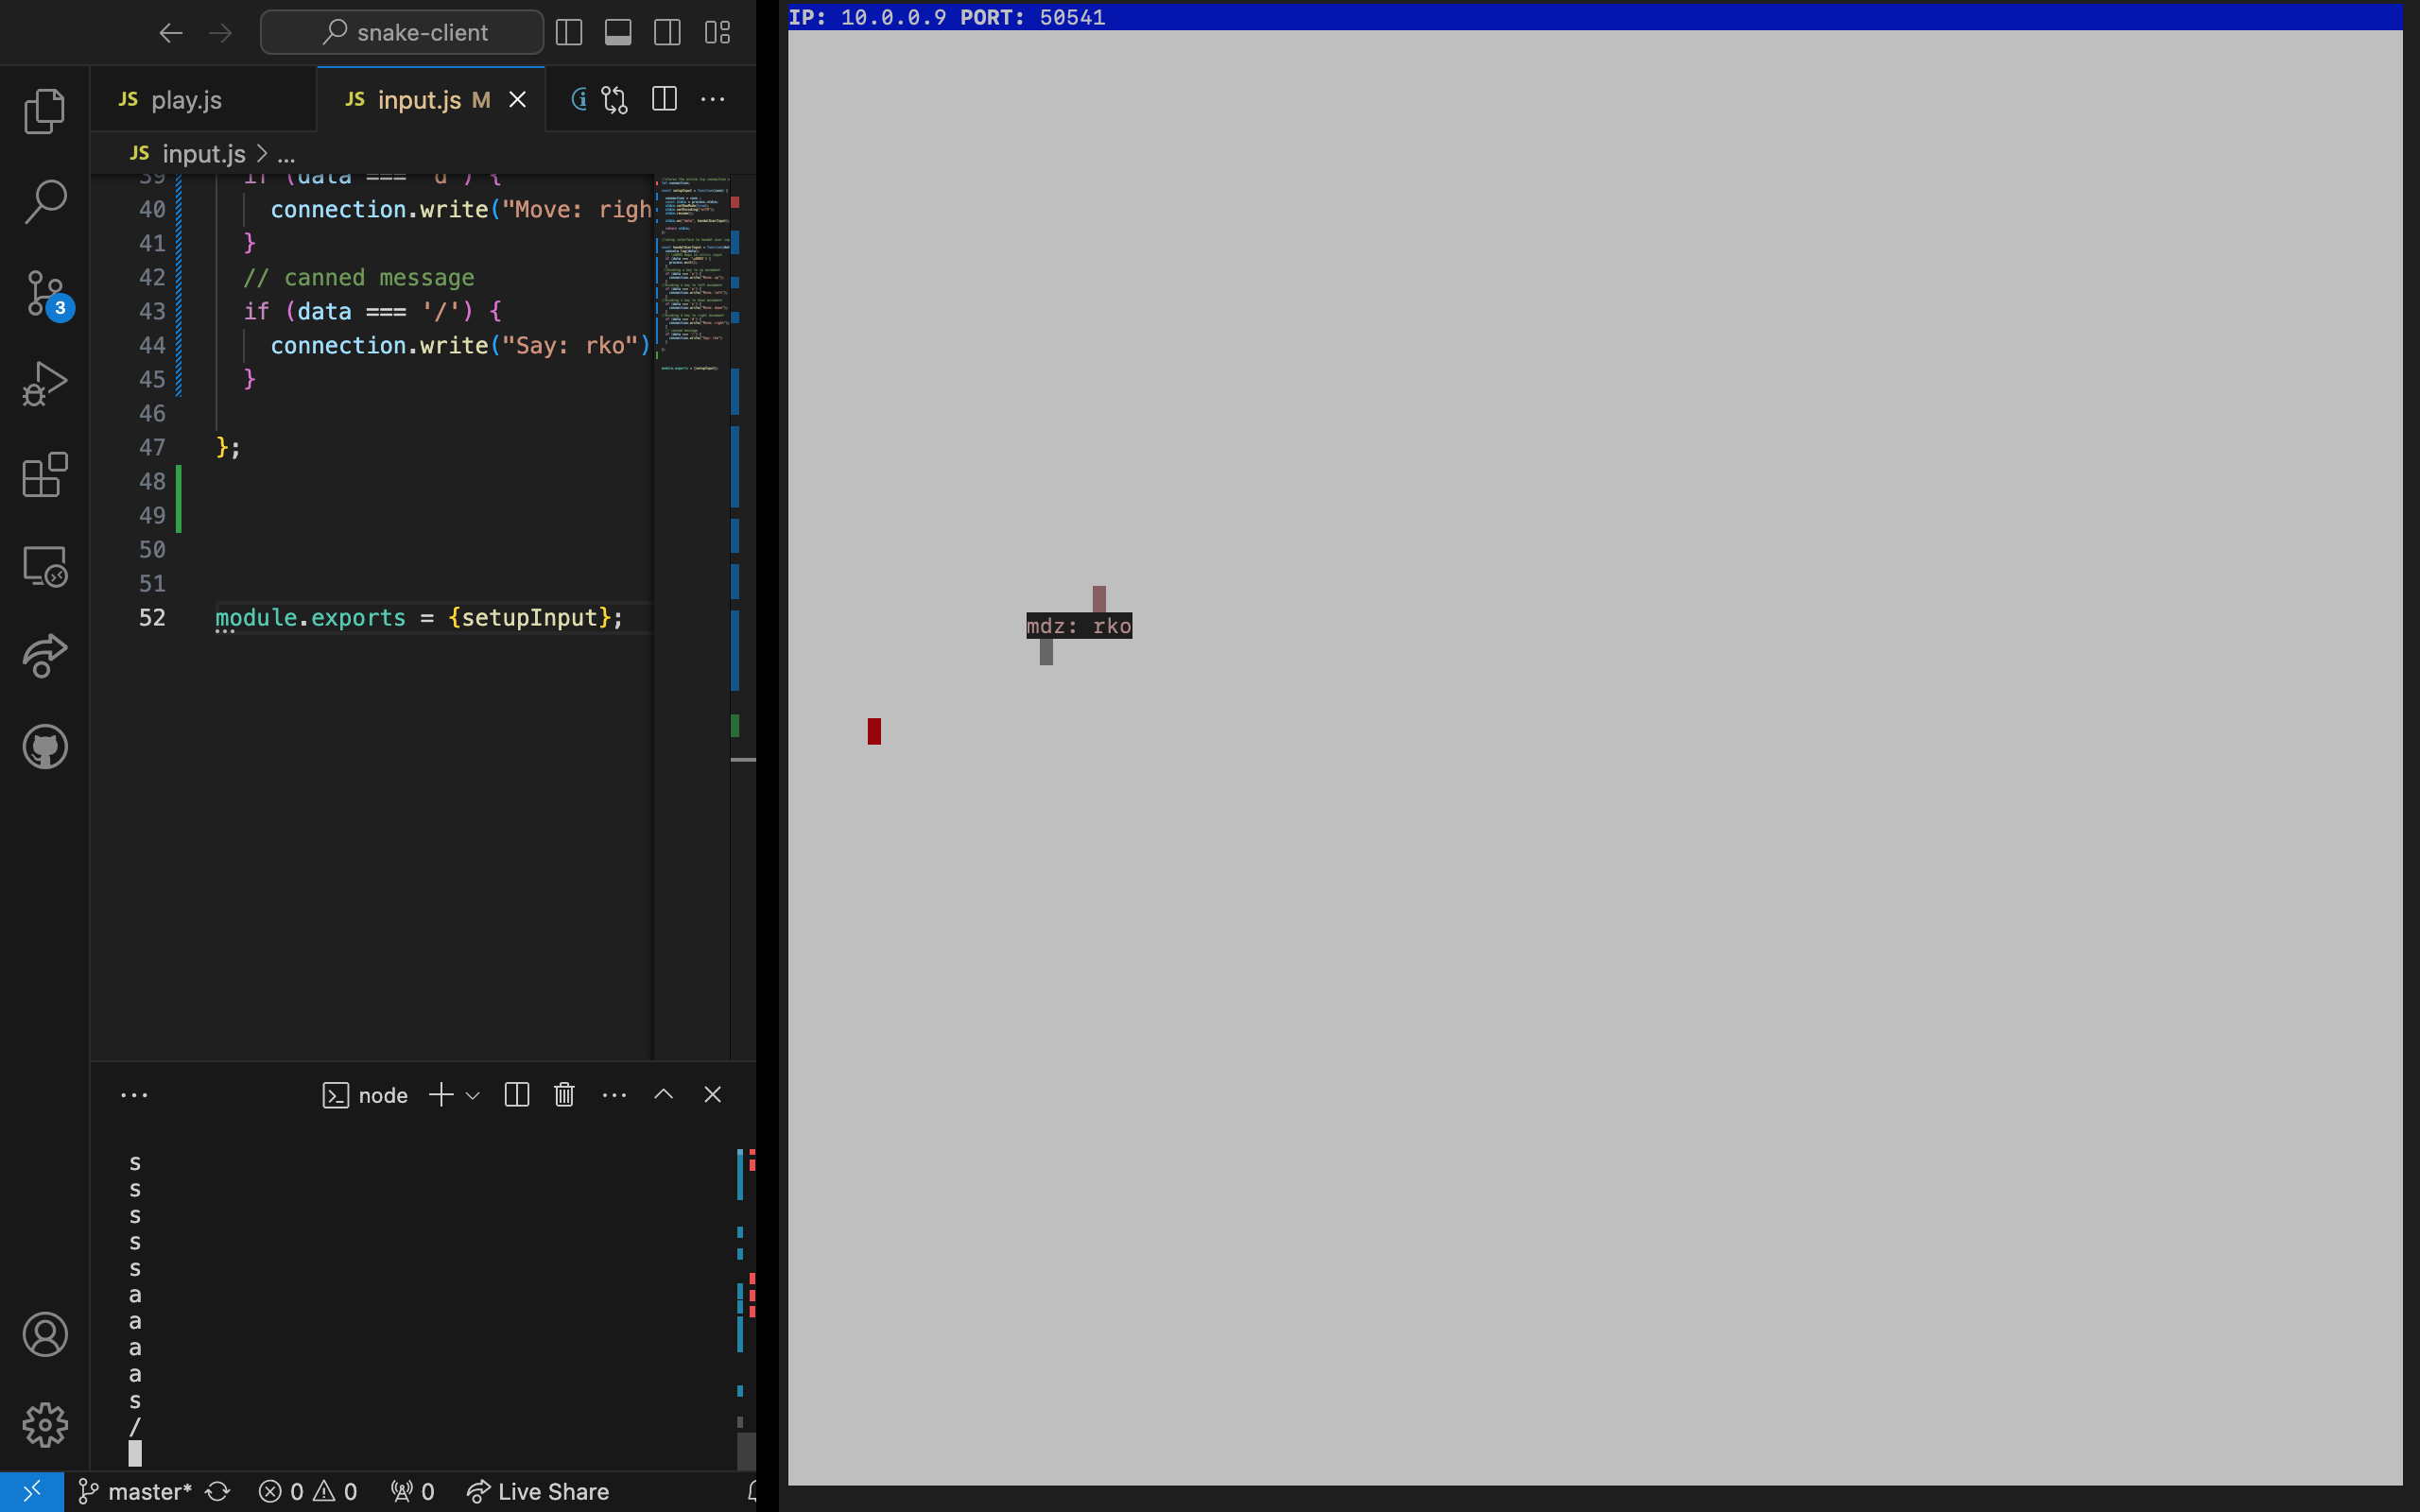 snake-client
JS play.js
JS input.js M
JS input.js > ...
39 if (data === 'd') {
40 connection.write("Move: righ
41 }
42 // canned message
43 if (data === '/') {
44 connection.write("Say: rko")
45 }
46
47 };
48
49
50
51
52 module.exports = {setupInput};
3
node
s
s
s
s
s
a
a
a
a
s
/
master* 0 0 0 Live Share
IP: 10.0.0.9 PORT: 50541
mdz: rko